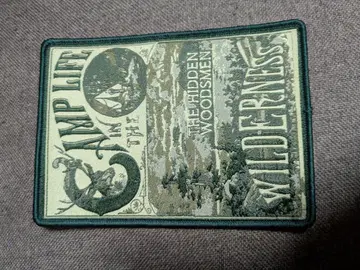 CAMP LIFE
IN
THE
THE HIDDEN
WOODSMEN
WILDERNESS